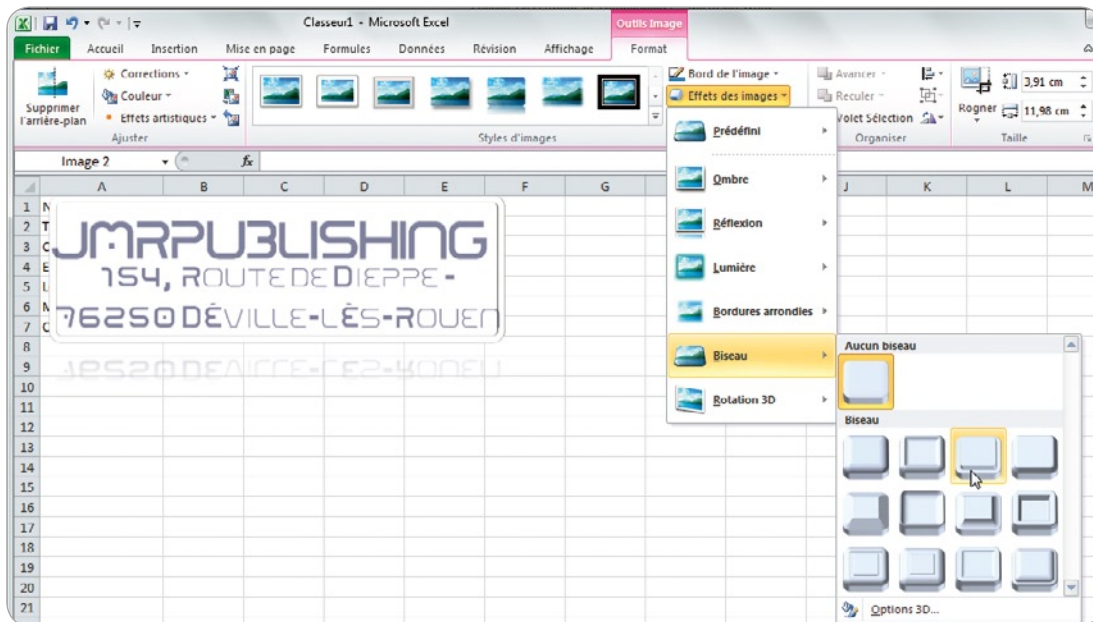 Classeur1 - Microsoft Excel
Outils Image
Fichier Accueil Insertion Mise en page Formules Données Révision Affichage Format
Supprimer l'arrière-plan
Corrections
Couleur
Effets artistiques
Ajuster
Styles d'images
Bord de l'image
Effets des images
Avancer
Reculer
Volet Sélection
Organiser
Rogner
3,91 cm
11,98 cm
Taille
Image 2
fx
A B C D E F G J K L M
1 N
2 T
3 C
4 E
5 L
6 M
7 C
8
9
10
11
12
13
14
15
16
17
18
19
20
21
JMRPUBLISHING
154, ROUTE DE DIEPPE -
76250 DÉVILLE-LÈS-ROUEN
Prédéfini
Ombre
Réflexion
Lumière
Bordures arrondies
Biseau
Rotation 3D
Aucun biseau
Biseau
Options 3D...